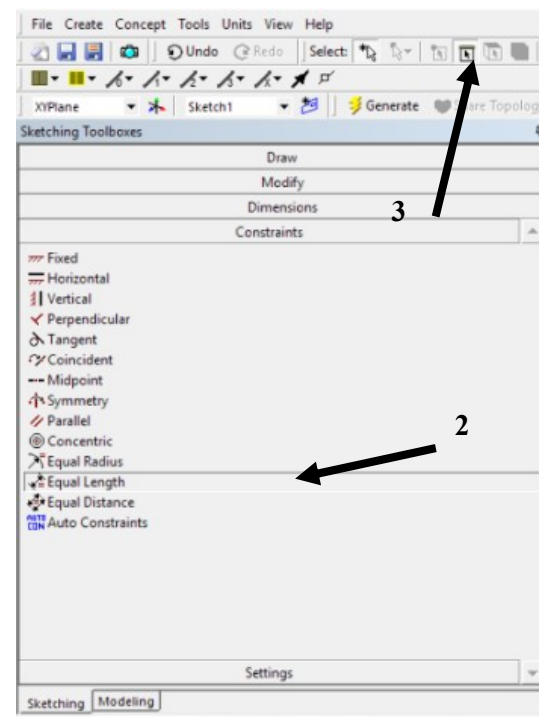 File Create Concept Tools Units View Help
Undo Redo Select:
XYPlane Sketch1 Generate Share Topology
Sketching Toolboxes
Draw
Modify
Dimensions
3
Constraints
Fixed
Horizontal
Vertical
Perpendicular
Tangent
Coincident
Midpoint
Symmetry
Parallel
2
Concentric
Equal Radius
Equal Length
Equal Distance
AUTO CON Auto Constraints
Settings
Sketching Modeling